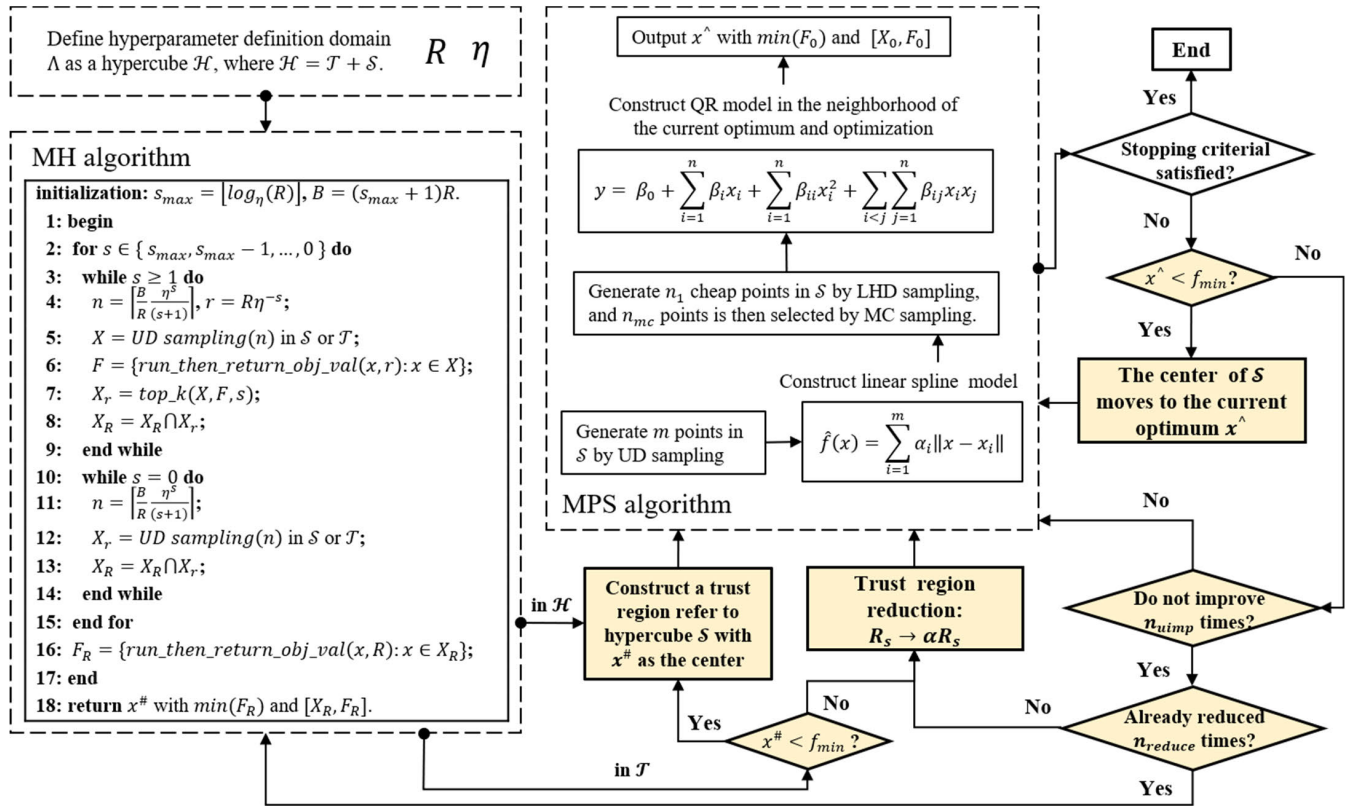 Define hyperparameter definition domain
Λ as a hypercube ℋ, where ℋ = 𝒯 + 𝒮.
R η
MH algorithm
initialization: s_max = ⌊log_η(R)⌋, B = (s_max + 1)R.
1: begin
2: for s ∈ { s_max, s_max − 1, … , 0 } do
3: while s ≥ 1 do
4: n = ⌈B/R η^s/(s+1)⌉, r = Rη^−s;
5: X = UD sampling(n) in 𝒮 or 𝒯;
6: F = {run_then_return_obj_val(x, r): x ∈ X};
7: X_r = top_k(X, F, s);
8: X_R = X_R⋂X_r;
9: end while
10: while s = 0 do
11: n = ⌈B/R η^s/(s+1)⌉;
12: X_r = UD sampling(n) in 𝒮 or 𝒯;
13: X_R = X_R⋂X_r;
14: end while
15: end for
16: F_R = {run_then_return_obj_val(x, R): x ∈ X_R};
17: end
18: return x^# with min(F_R) and [X_R, F_R].
Output x^ with min(F_0) and [X_0, F_0]
Construct QR model in the neighborhood of
the current optimum and optimization
y = β_0 + ∑_{i=1}^{n} β_i x_i + ∑_{i=1}^{n} β_ii x_i^2 + ∑_{i<j} ∑_{j=1}^{n} β_ij x_i x_j
Generate n_1 cheap points in 𝒮 by LHD sampling,
and n_mc points is then selected by MC sampling.
Construct linear spline model
Generate m points in
𝒮 by UD sampling
f̂(x) = ∑_{i=1}^{m} α_i‖x − x_i‖
MPS algorithm
End
Yes
Stopping criterial
satisfied?
No
No
x^ < f_min?
Yes
The center of 𝒮
moves to the current
optimum x^
No
Do not improve
n_uimp times?
Yes
Already reduced
n_reduce times?
No
Yes
Trust region
reduction:
R_s → αR_s
in ℋ
Construct a trust
region refer to
hypercube 𝒮 with
x^# as the center
No
Yes
x^# < f_min ?
in 𝒯